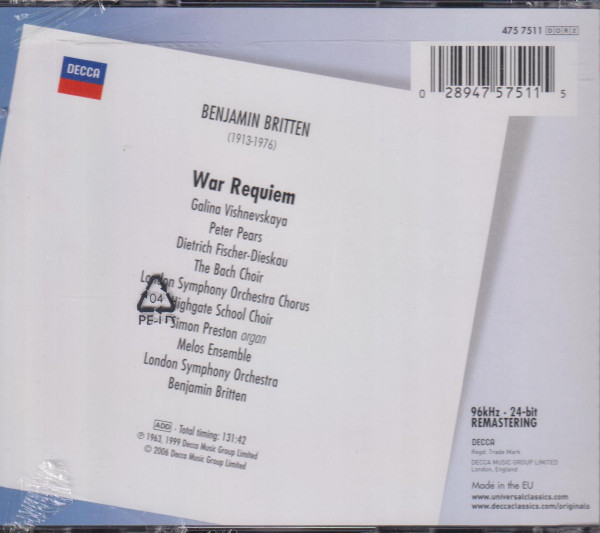 475 7511 DOR2
DECCA
0 28947 57511 5
BENJAMIN BRITTEN
(1913-1976)
War Requiem
Galina Vishnevskaya
Peter Pears
Dietrich Fischer-Dieskau
The Bach Choir
London Symphony Orchestra Chorus
Highgate School Choir
04
PE-LD
Simon Preston organ
Melos Ensemble
London Symphony Orchestra
Benjamin Britten
ADD - Total timing: 131:42
℗ 1963, 1999 Decca Music Group Limited
© 2006 Decca Music Group Limited
96kHz - 24-bit
REMASTERING
DECCA
Regd. Trade Mark
DECCA MUSIC GROUP LIMITED
London, England
Made in the EU
www.universalclassics.com
www.deccaclassics.com/originals